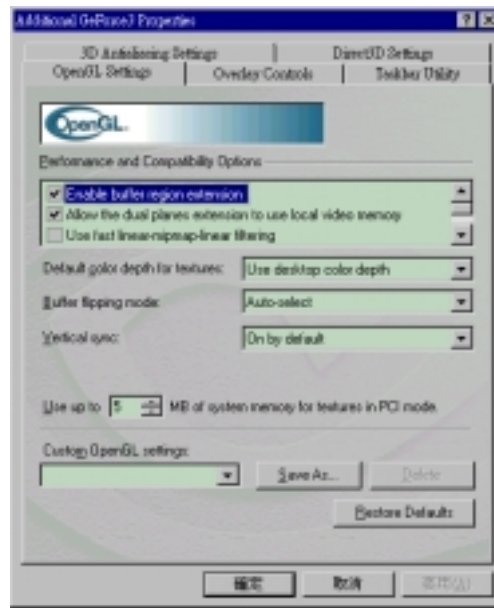 Additional GeForce3 Properties
3D Antialiasing Settings
Direct3D Settings
OpenGL Settings
Overlay Controls
Taskbar Utility
OpenGL.
Performance and Compatibility Options
Enable buffer region extension
Allow the dual planes extension to use local video memory
Use fast linear-mipmap-linear filtering
Default color depth for textures:
Use desktop color depth
Buffer flipping mode:
Auto-select
Vertical sync:
On by default
Use up to 5 MB of system memory for textures in PCI mode.
Custom OpenGL settings:
Save As...
Delete
Restore Defaults
確定
取消
套用(A)